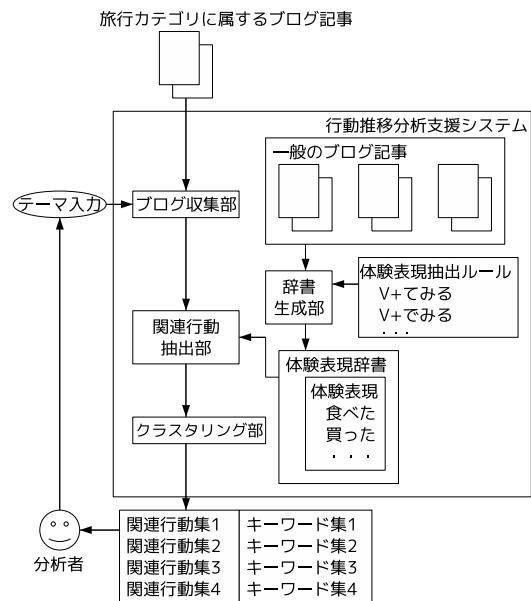 旅行カテゴリに属するブログ記事
行動推移分析支援システム
一般のブログ記事
テーマ入力
ブログ収集部
辞書
生成部
体験表現抽出ルール
V+てみる
V+でみる
・・・
関連行動
抽出部
体験表現辞書
体験表現
食べた
買った
・・・
クラスタリング部
分析者
関連行動集1 キーワード集1
関連行動集2 キーワード集2
関連行動集3 キーワード集3
関連行動集4 キーワード集4